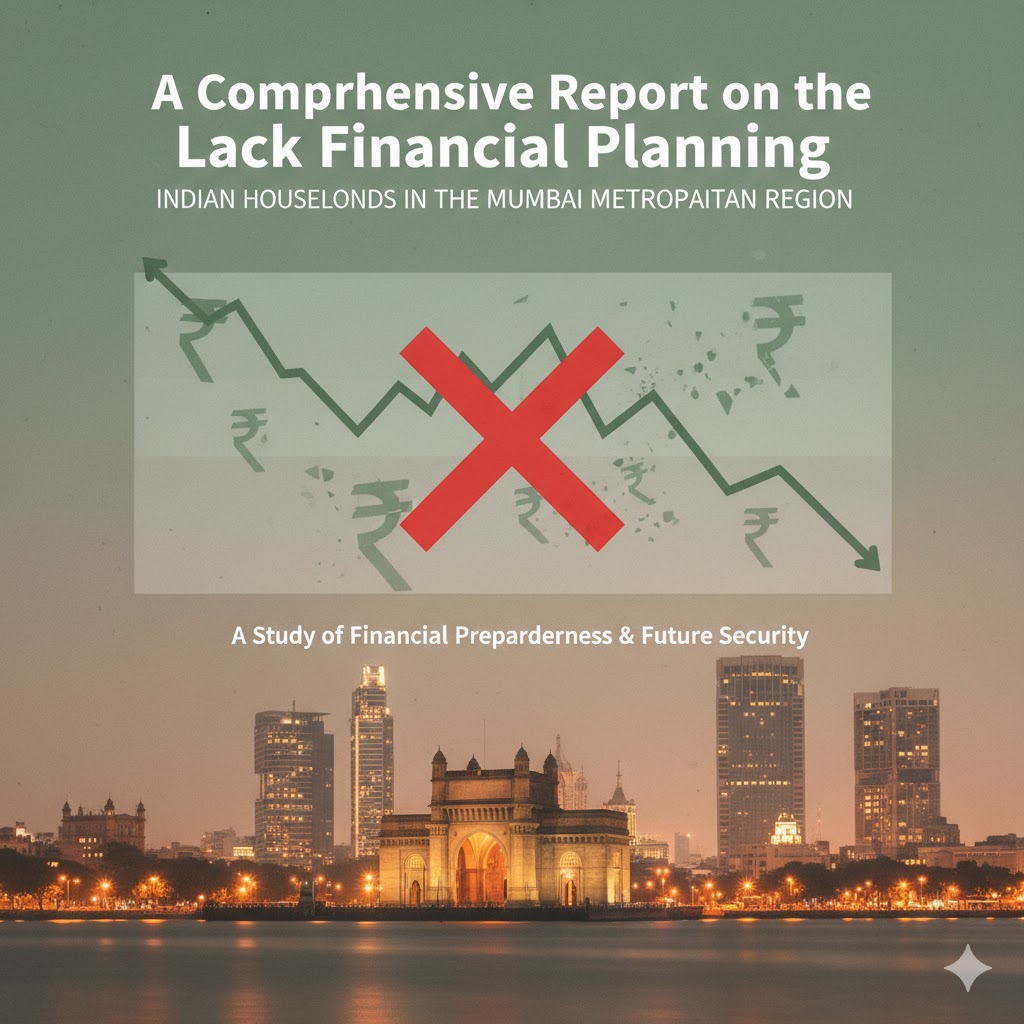 A Comprhensive Report on the
Lack Financial Planning
INDIAN HOUSELONDS IN THE MUMBAI METROPAITAN REGION
₹
₹
₹
₹
₹
₹
₹
A Study of Financial Preparderness & Future Security